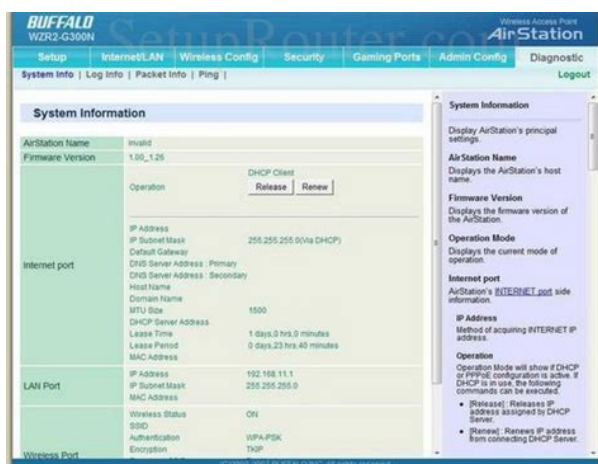 BUFFALO
WZR2-G300N
SetupRouter.com
Wireless Access Point
AirStation
Setup Internet/LAN Wireless Config Security Gaming Ports Admin Config Diagnostic
System Info | Log Info | Packet Info | Ping |
Logout
System Information
AirStation Name Invalid
Firmware Version 1.00_1.26
Internet port
Operation
DHCP Client
Release Renew
IP Address
IP Subnet Mask 255.255.255.0(Via DHCP)
Default Gateway
DNS Server Address : Primary
DNS Server Address : Secondary
Host Name
Domain Name
MTU Size 1500
DHCP Server Address
Lease Time 1 days,0 hrs,0 minutes
Lease Period 0 days,23 hrs,40 minutes
MAC Address
LAN Port
IP Address 192.168.11.1
IP Subnet Mask 255.255.255.0
MAC Address
Wireless Port
Wireless Status ON
SSID
Authentication WPA-PSK
Encryption TKIP
System Information
Display AirStation's principal
settings.
AirStation Name
Displays the AirStation's host
name.
Firmware Version
Displays the firmware version of
the AirStation.
Operation Mode
Displays the current mode of
operation.
Internet port
AirStation's INTERNET port side
information.
IP Address
Method of acquiring INTERNET IP
address.
Operation
Operation Mode will show if DHCP
or PPPoE configuration is active. If
DHCP is in use, the following
commands can be executed.
[Release] : Releases IP
address assigned by DHCP
Server.
[Renew] : Renews IP address
from connecting DHCP Server.